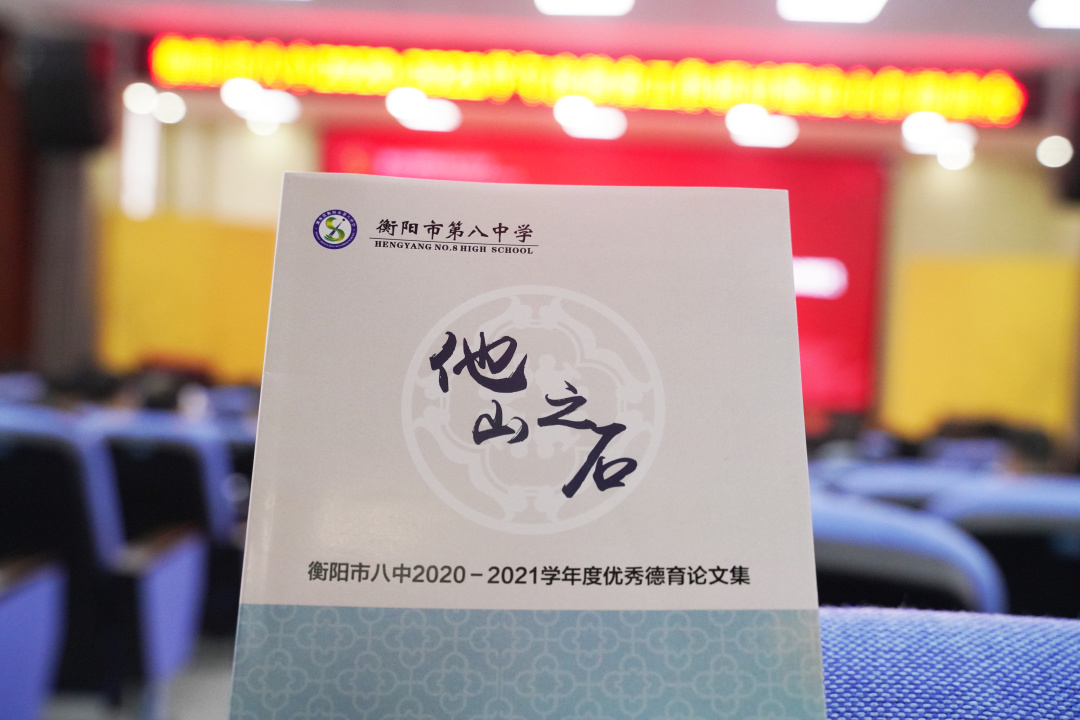 衡阳市第八中学
HENGYANG NO.8 HIGH SCHOOL
他山之石
衡阳市八中2020-2021学年度优秀德育论文集